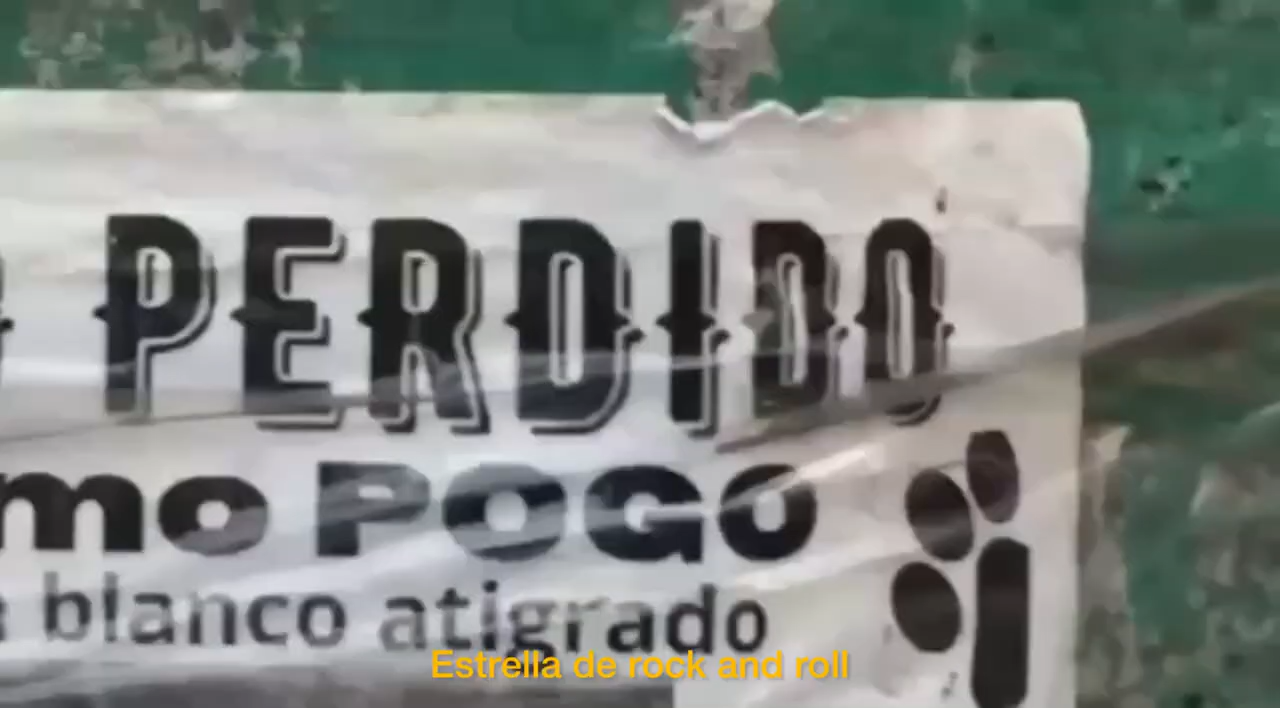 PERDIDO
mo POGO
blanco atigrado
Estrella de rock and roll